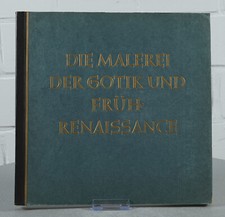 DIE MALEREI
DER GOTIK UND
FRÜH-
RENAISSANCE